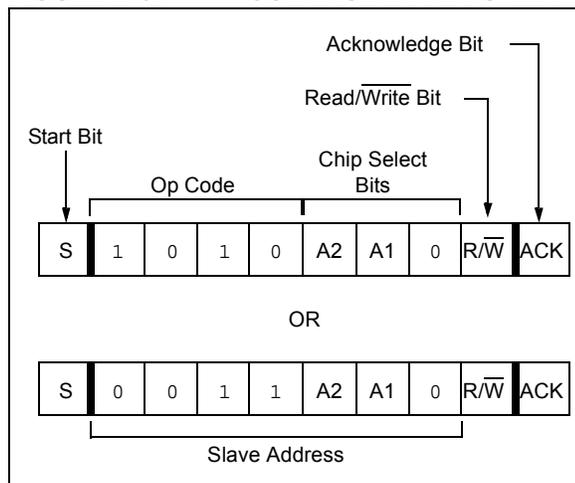 Acknowledge Bit
Read/Write Bit
Start Bit
Chip Select
Bits
Op Code
S 1 0 1 0 A2 A1 0 R/W ACK
OR
S 0 0 1 1 A2 A1 0 R/W ACK
Slave Address